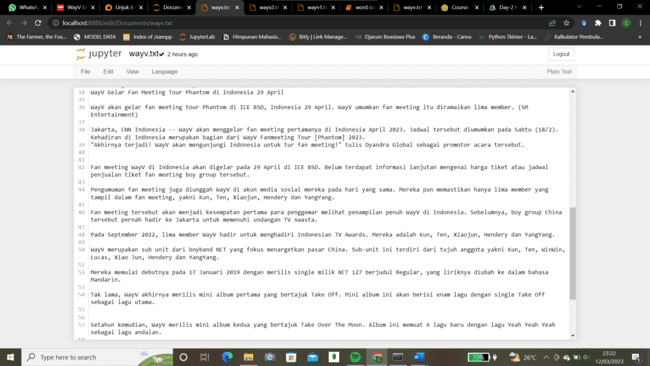 WhatsA
WayV G
Unjuk B
Docume
wayv.tx
wayv2.t
wayv1.t
word co
wayv.tx
Course
Day-2 H
localhost:8888/edit/Documents/wayv.txt
The Farmer, the Fox...
MODEL DATA
Index of /xampp
JupyterLab
Himpunan Mahasis...
Bitly | Link Manage...
Djarum Beasiswa Plus
Beranda - Canva
Python Tkinter - La...
Kalkulator Pembula...
jupyter wayv.txt✓ 2 hours ago
Logout
File Edit View Language
Plain Text
34 WayV Gelar Fan Meeting Tour Phantom di Indonesia 29 April
35
36 WayV akan gelar fan meeting tour Phantom di ICE BSD, Indonesia 29 April. WayV umumkan fan meeting itu diramaikan lima member. (SM
Entertainment)
37
38 Jakarta, CNN Indonesia -- WayV akan menggelar fan meeting pertamanya di Indonesia April 2023. Jadwal tersebut diumumkan pada Sabtu (18/2).
Kehadiran di Indonesia merupakan bagian dari WayV Fanmeeting Tour [Phantom] 2023.
39 "Akhirnya terjadi! WayV akan mengunjungi Indonesia untuk tur fan meeting!" tulis Dyandra Global sebagai promotor acara tersebut.
40
41
42 Fan meeting WayV di Indonesia akan digelar pada 29 April di ICE BSD. Belum terdapat informasi lanjutan mengenai harga tiket atau jadwal
penjualan tiket fan meeting boy group tersebut.
43
44 Pengumuman fan meeting juga diunggah WayV di akun media sosial mereka pada hari yang sama. Mereka pun memastikan hanya lima member yang
tampil dalam fan meeting, yakni Kun, Ten, Xiaojun, Hendery dan YangYang.
45
46 Fan meeting tersebut akan menjadi kesempatan pertama para penggemar melihat penampilan penuh WayV di Indonesia. Sebelumnya, boy group China
tersebut pernah hadir ke Jakarta untuk memenuhi undangan TV swasta.
47
48 Pada September 2022, lima member WayV hadir untuk menghadiri Indonesian TV Awards. Mereka adalah Kun, Ten, Xiaojun, Hendery dan YangYang.
49
50 WayV merupakan sub unit dari boyband NCT yang fokus menargetkan pasar China. Sub-unit ini terdiri dari tujuh anggota yakni Kun, Ten, WinWin,
Lucas, Xiao Jun, Hendery dan YangYang.
51
52 Mereka memulai debutnya pada 17 Januari 2019 dengan merilis single milik NCT 127 berjudul Regular, yang liriknya diubah ke dalam bahasa
Mandarin.
53
54 Tak lama, WayV akhirnya merilis mini album pertama yang bertajuk Take Off. Mini album ini akan berisi enam lagu dengan single Take Off
sebagai lagu utama.
55
56
57 Setahun kemudian, WayV merilis mini album kedua yang bertajuk Take Over The Moon. Album ini memuat 6 lagu baru dengan lagu Yeah Yeah Yeah
sebagai lagu andalan.
Type here to search
26°C
23:22
12/03/2023